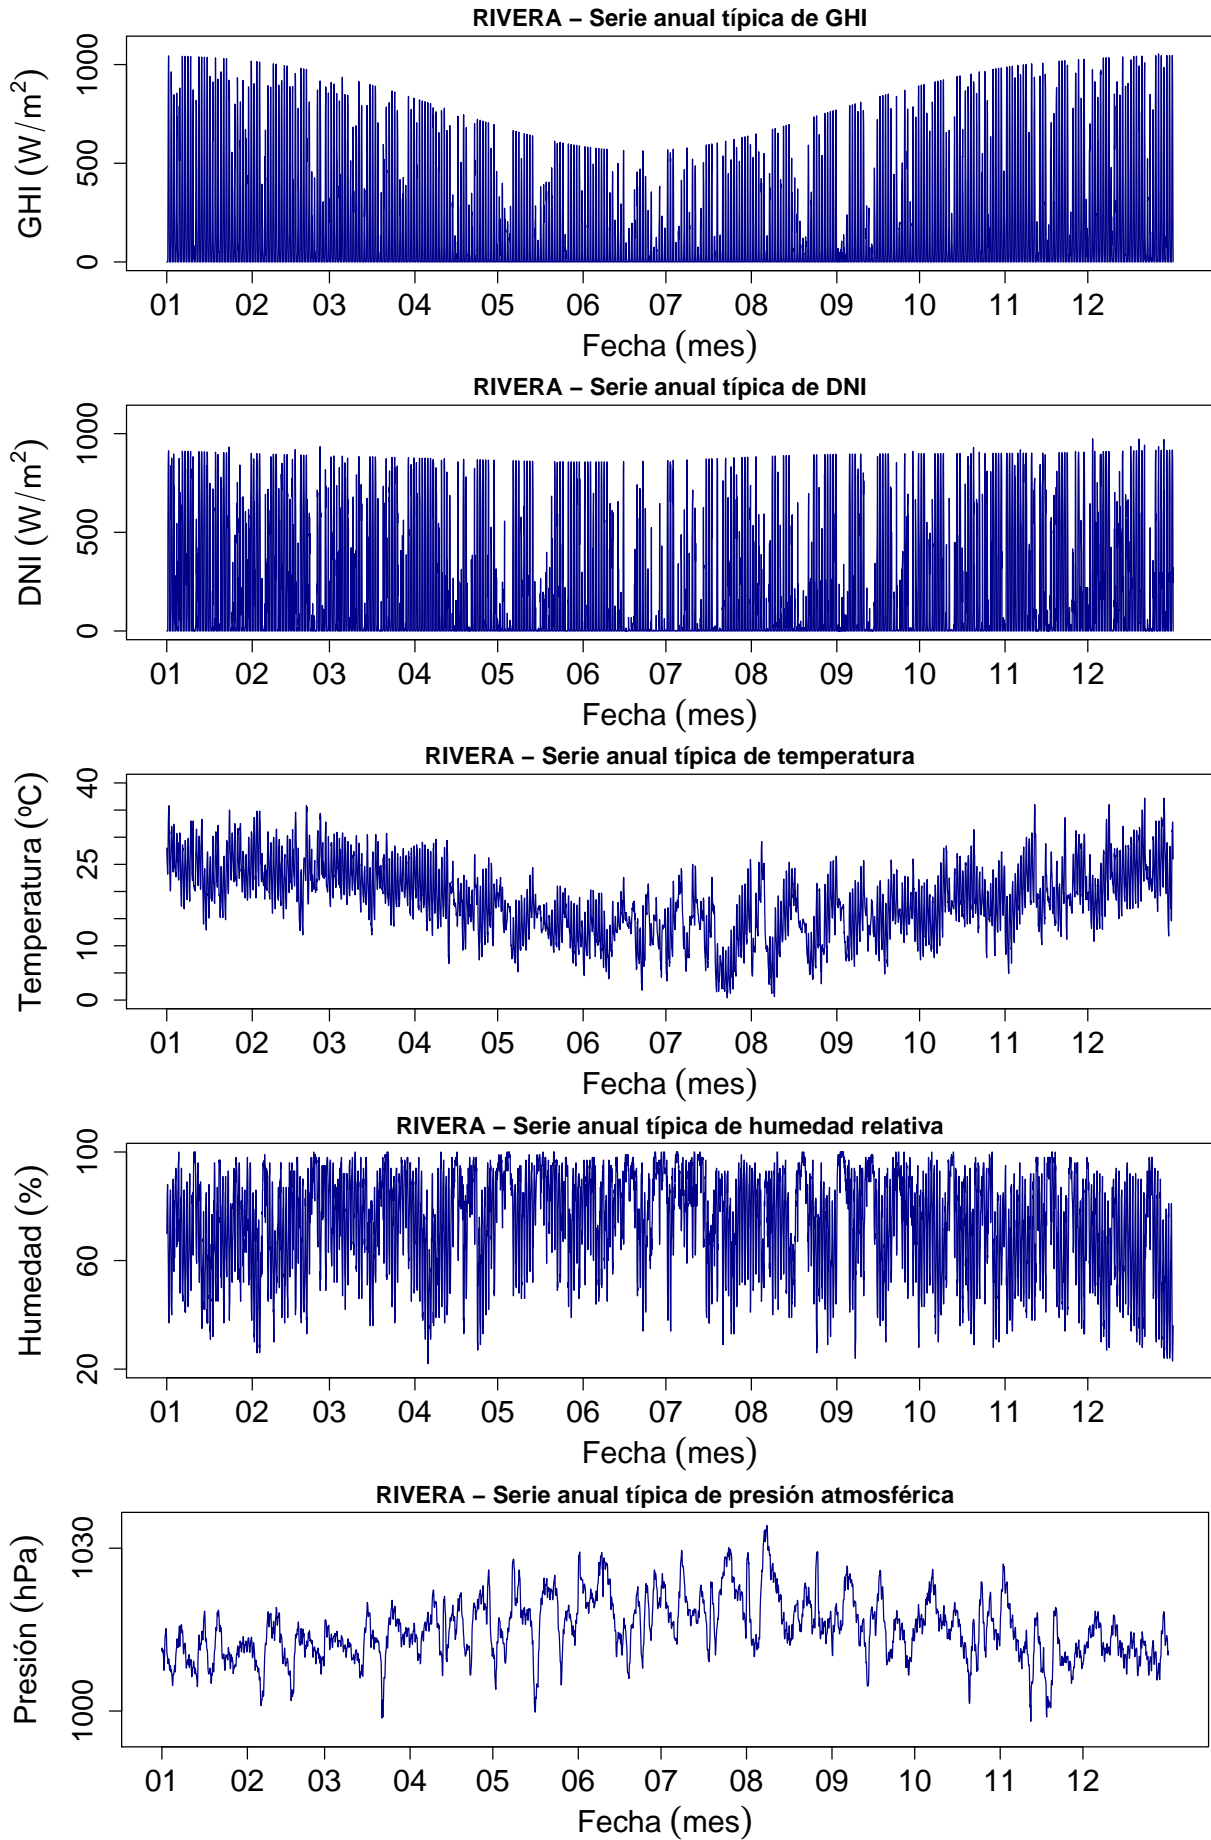 RIVERA – Serie anual típica de GHI
GHI (W/m²)
1000
500
0
01 02 03 04 05 06 07 08 09 10 11 12
Fecha (mes)
RIVERA – Serie anual típica de DNI
DNI (W/m²)
1000
500
0
01 02 03 04 05 06 07 08 09 10 11 12
Fecha (mes)
RIVERA – Serie anual típica de temperatura
Temperatura (ºC)
40
25
10
0
01 02 03 04 05 06 07 08 09 10 11 12
Fecha (mes)
RIVERA – Serie anual típica de humedad relativa
Humedad (%)
100
60
20
01 02 03 04 05 06 07 08 09 10 11 12
Fecha (mes)
RIVERA – Serie anual típica de presión atmosférica
Presión (hPa)
1030
1000
01 02 03 04 05 06 07 08 09 10 11 12
Fecha (mes)